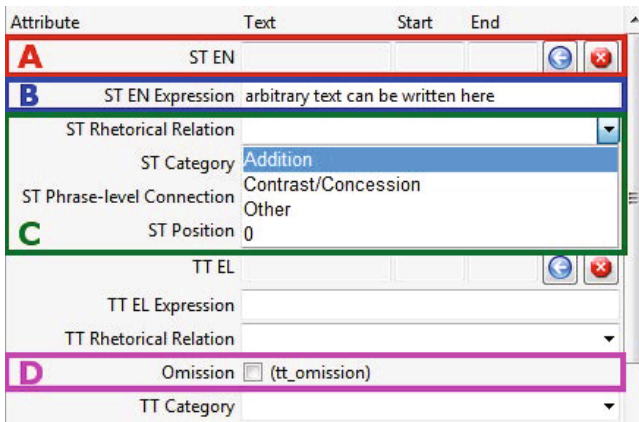 Attribute Text Start End
A ST EN
B ST EN Expression arbitrary text can be written here
ST Rhetorical Relation
ST Category Addition
ST Phrase-level Connection Contrast/Concession
Other
C ST Position 0
TT EL
TT EL Expression
TT Rhetorical Relation
D Omission (tt_omission)
TT Category